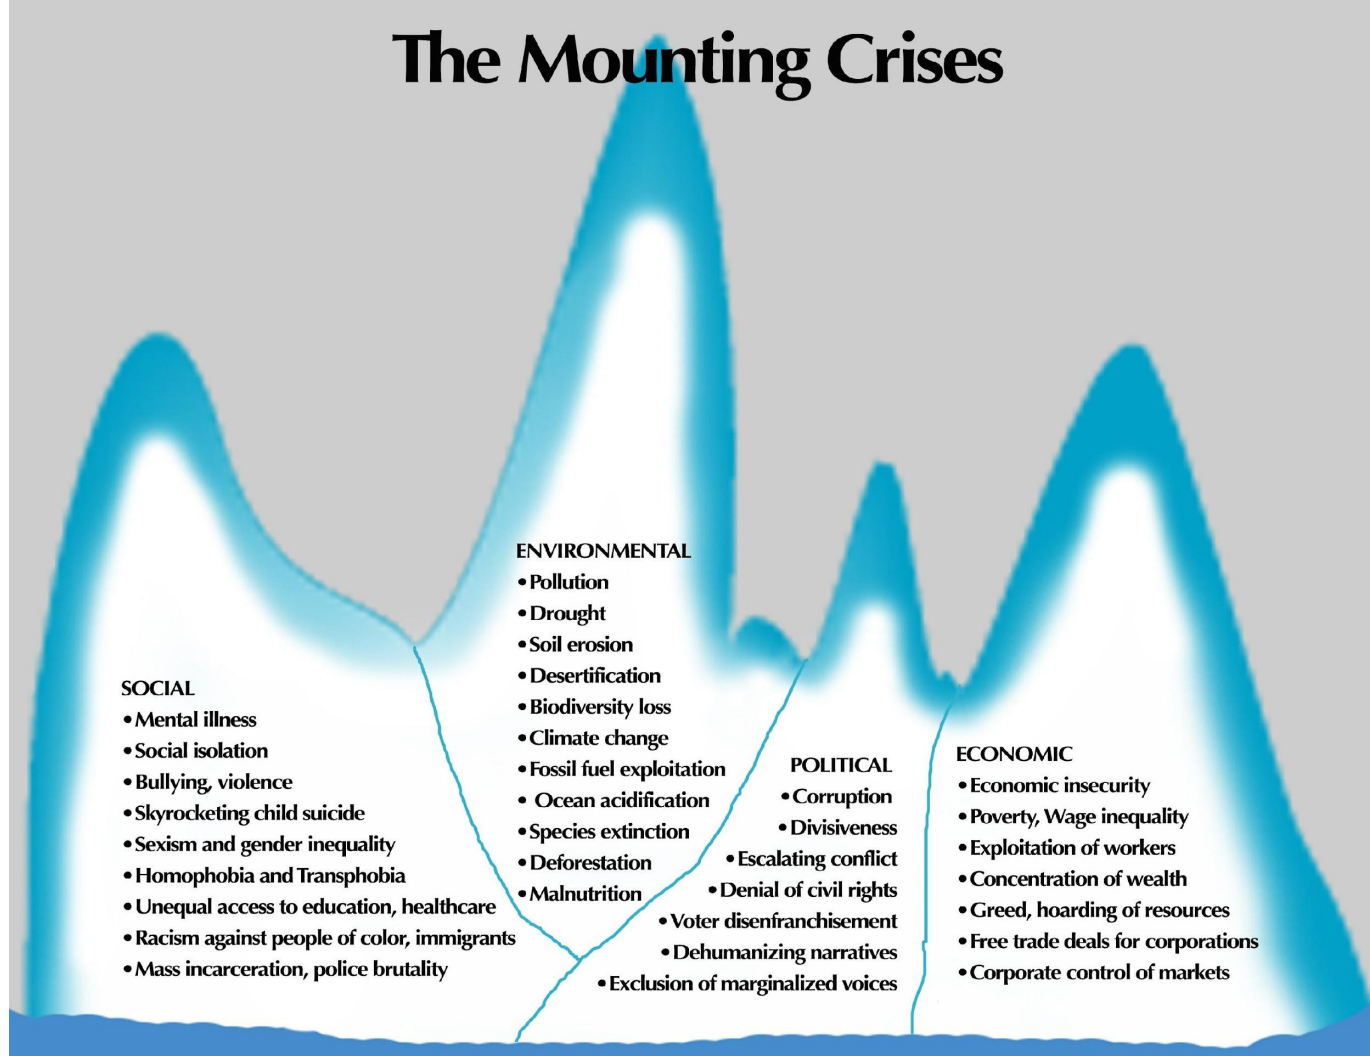 The Mounting Crises
SOCIAL
• Mental illness
• Social isolation
• Bullying, violence
• Skyrocketing child suicide
• Sexism and gender inequality
• Homophobia and Transphobia
• Unequal access to education, healthcare
• Racism against people of color, immigrants
• Mass incarceration, police brutality
ENVIRONMENTAL
• Pollution
• Drought
• Soil erosion
• Desertification
• Biodiversity loss
• Climate change
• Fossil fuel exploitation
• Ocean acidification
• Species extinction
• Deforestation
• Malnutrition
POLITICAL
• Corruption
• Divisiveness
• Escalating conflict
• Denial of civil rights
• Voter disenfranchisement
• Dehumanizing narratives
• Exclusion of marginalized voices
ECONOMIC
• Economic insecurity
• Poverty, Wage inequality
• Exploitation of workers
• Concentration of wealth
• Greed, hoarding of resources
• Free trade deals for corporations
• Corporate control of markets